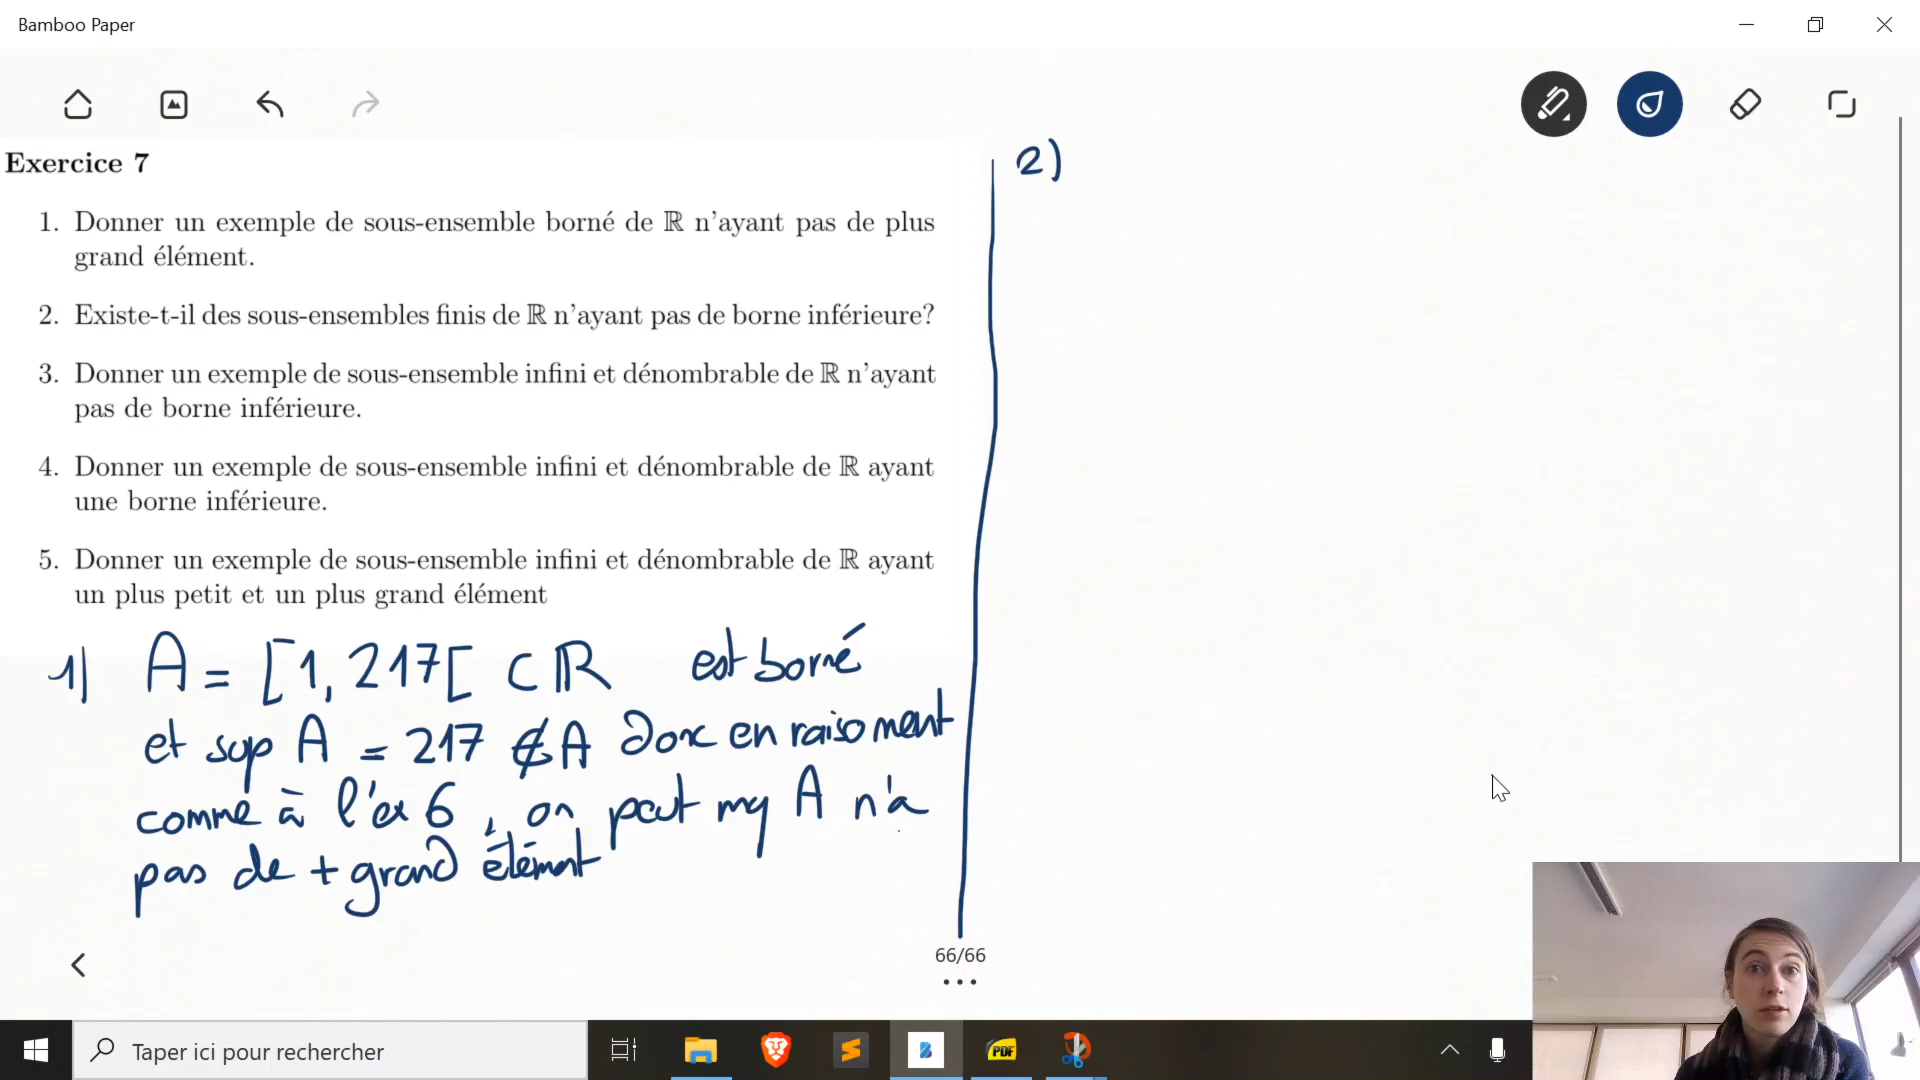 Bamboo Paper
Exercice 7
1. Donner un exemple de sous-ensemble borné de ℝ n'ayant pas de plus
grand élément.
2. Existe-t-il des sous-ensembles finis de ℝ n'ayant pas de borne inférieure?
3. Donner un exemple de sous-ensemble infini et dénombrable de ℝ n'ayant
pas de borne inférieure.
4. Donner un exemple de sous-ensemble infini et dénombrable de ℝ ayant
une borne inférieure.
5. Donner un exemple de sous-ensemble infini et dénombrable de ℝ ayant
un plus petit et un plus grand élément
1) A = [1, 217[ ⊂ ℝ est borné
et sup A = 217 ∉ A donc en raisonnant
comme à l'ex 6, on peut mq A n'a
pas de + grand élément
2)
66/66
Taper ici pour rechercher
PDF